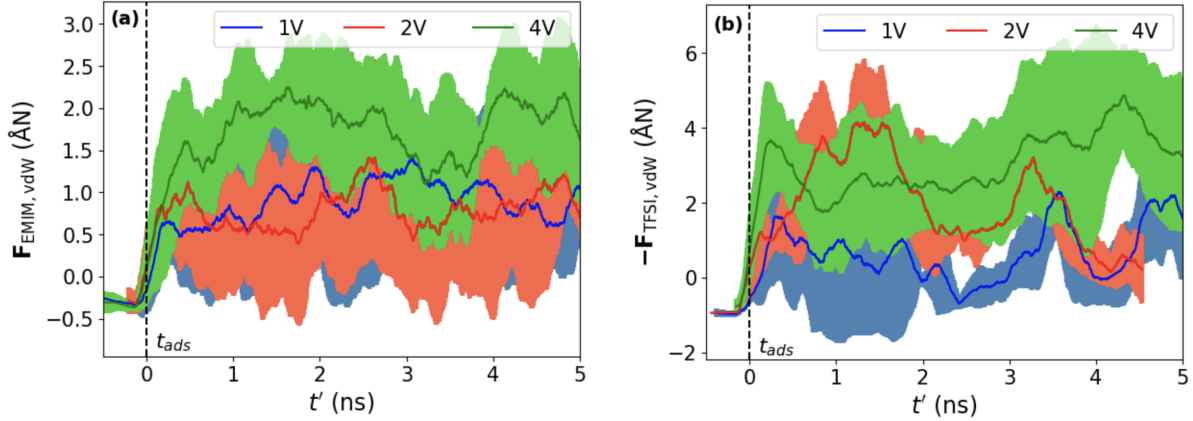 (a)
1V 2V 4V
3.0
2.5
2.0
1.5
1.0
0.5
0.0
−0.5
F_EMIM, vdW (ÅN)
t_ads
0 1 2 3 4 5
t′ (ns)
(b)
1V 2V 4V
6
4
2
0
−2
−F_TFSI, vdW (ÅN)
t_ads
0 1 2 3 4 5
t′ (ns)